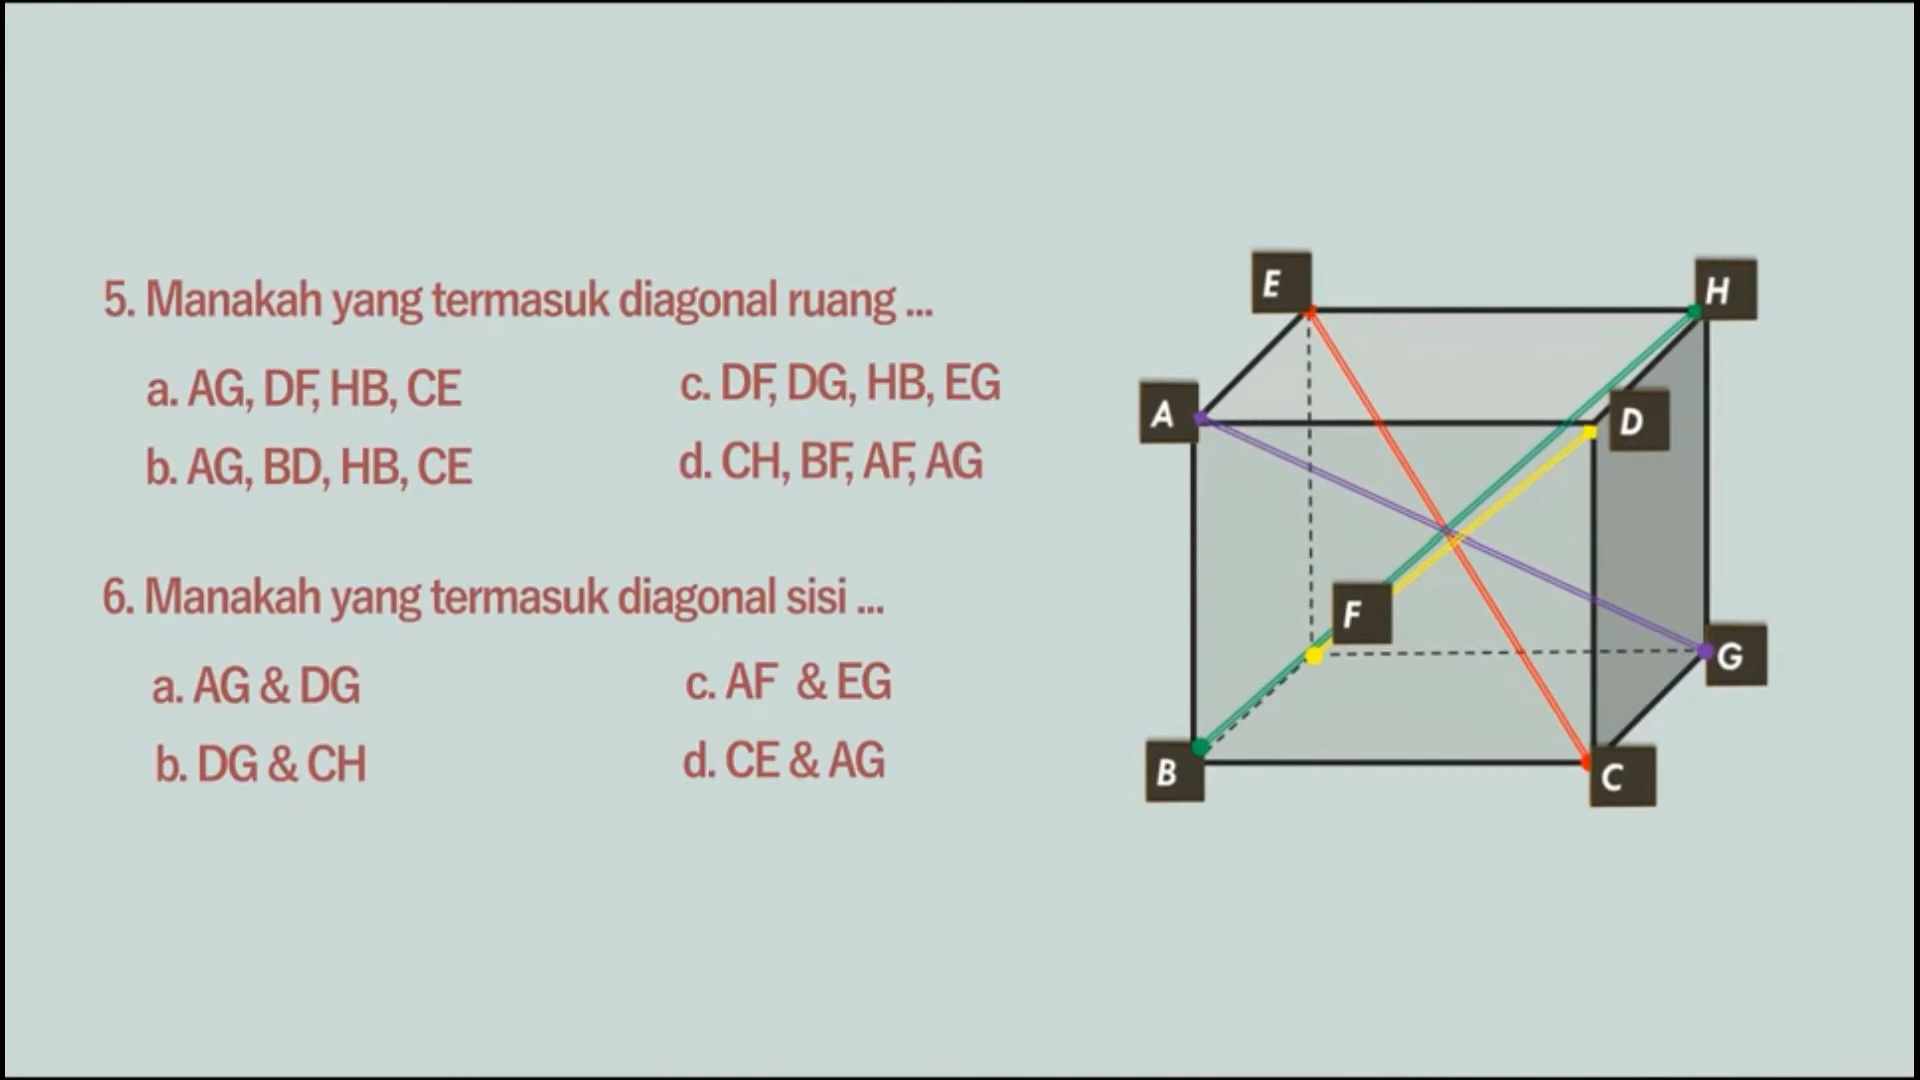 5. Manakah yang termasuk diagonal ruang ...
a. AG, DF, HB, CE
c. DF, DG, HB, EG
b. AG, BD, HB, CE
d. CH, BF, AF, AG
6. Manakah yang termasuk diagonal sisi ...
a. AG & DG
c. AF & EG
b. DG & CH
d. CE & AG
E
H
A
D
F
G
B
C